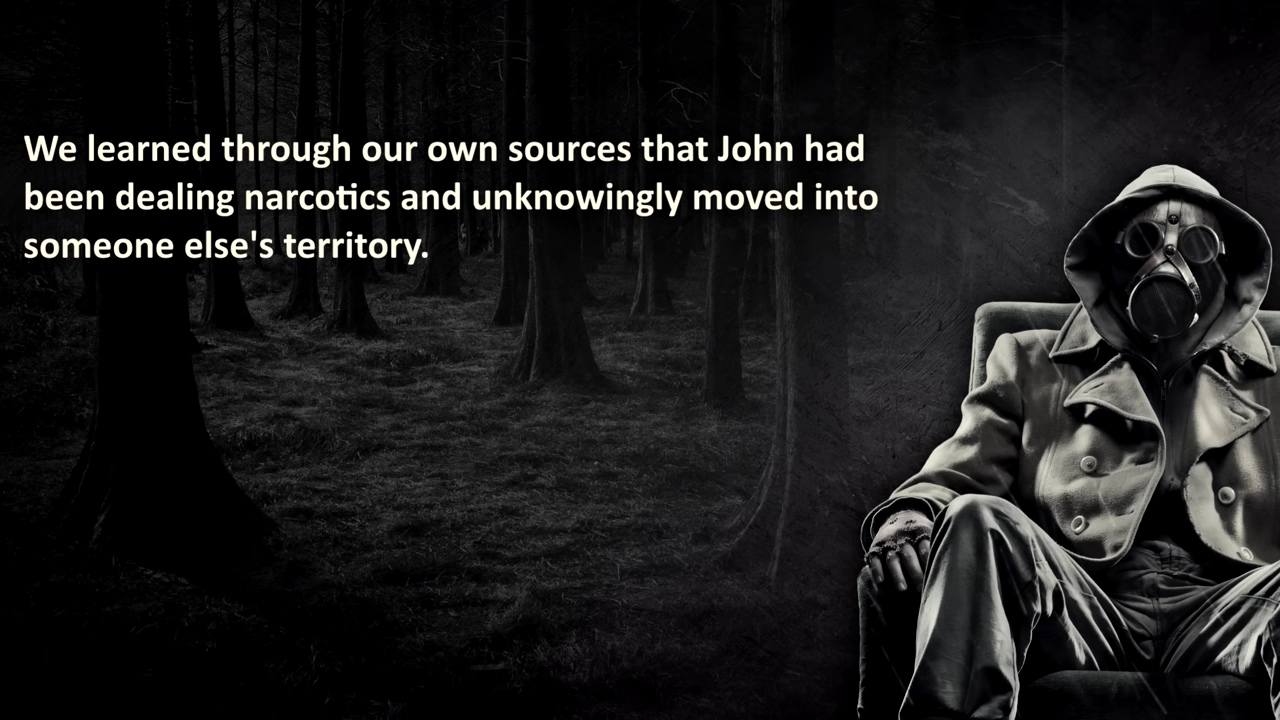 We learned through our own sources that John had
been dealing narcotics and unknowingly moved into
someone else's territory.